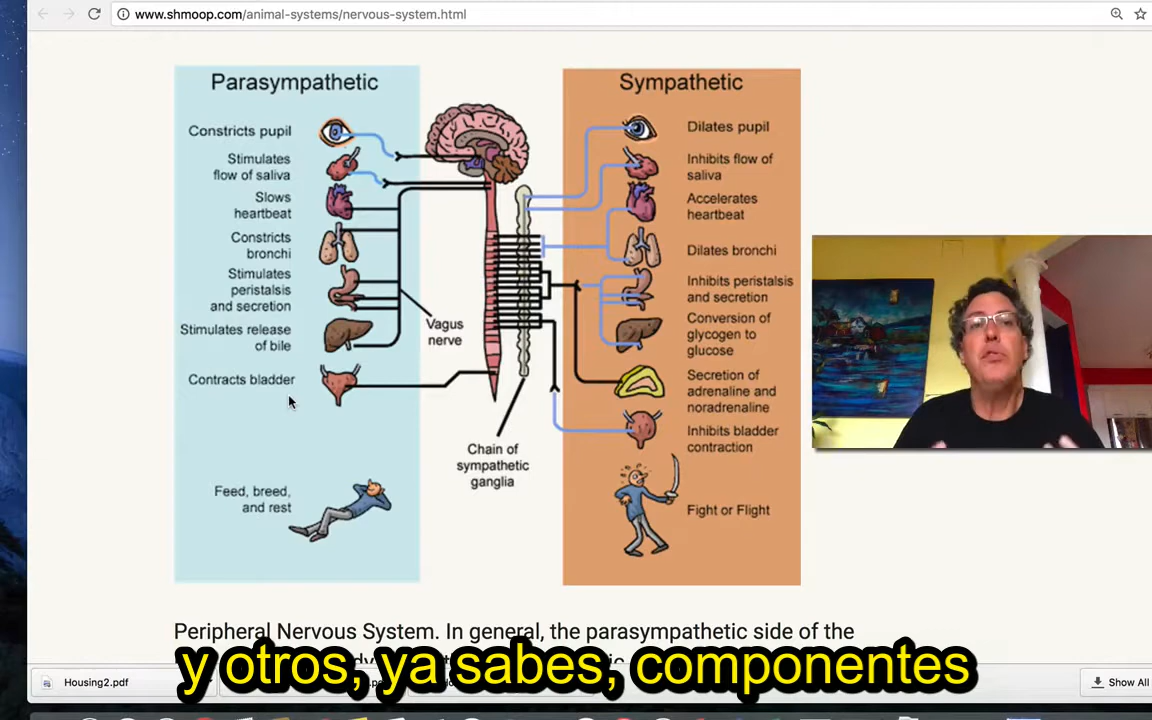 www.shmoop.com/animal-systems/nervous-system.html
Parasympathetic
Constricts pupil
Stimulates
flow of saliva
Slows
heartbeat
Constricts
bronchi
Stimulates
peristalsis
and secretion
Stimulates release
of bile
Contracts bladder
Feed, breed,
and rest
Vagus
nerve
Chain of
sympathetic
ganglia
Sympathetic
Dilates pupil
Inhibits flow of
saliva
Accelerates
heartbeat
Dilates bronchi
Inhibits peristalsis
and secretion
Conversion of
glycogen to
glucose
Secretion of
adrenaline and
noradrenaline
Inhibits bladder
contraction
Fight or Flight
Peripheral Nervous System. In general, the parasympathetic side of the
y otros, ya sabes, componentes
Housing2.pdf
Show All